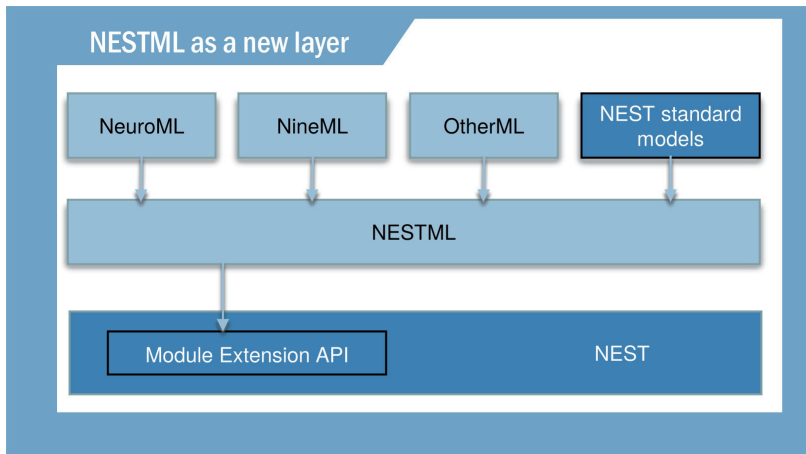 NESTML as a new layer
NeuroML
NineML
OtherML
NEST standard
models
NESTML
Module Extension API
NEST